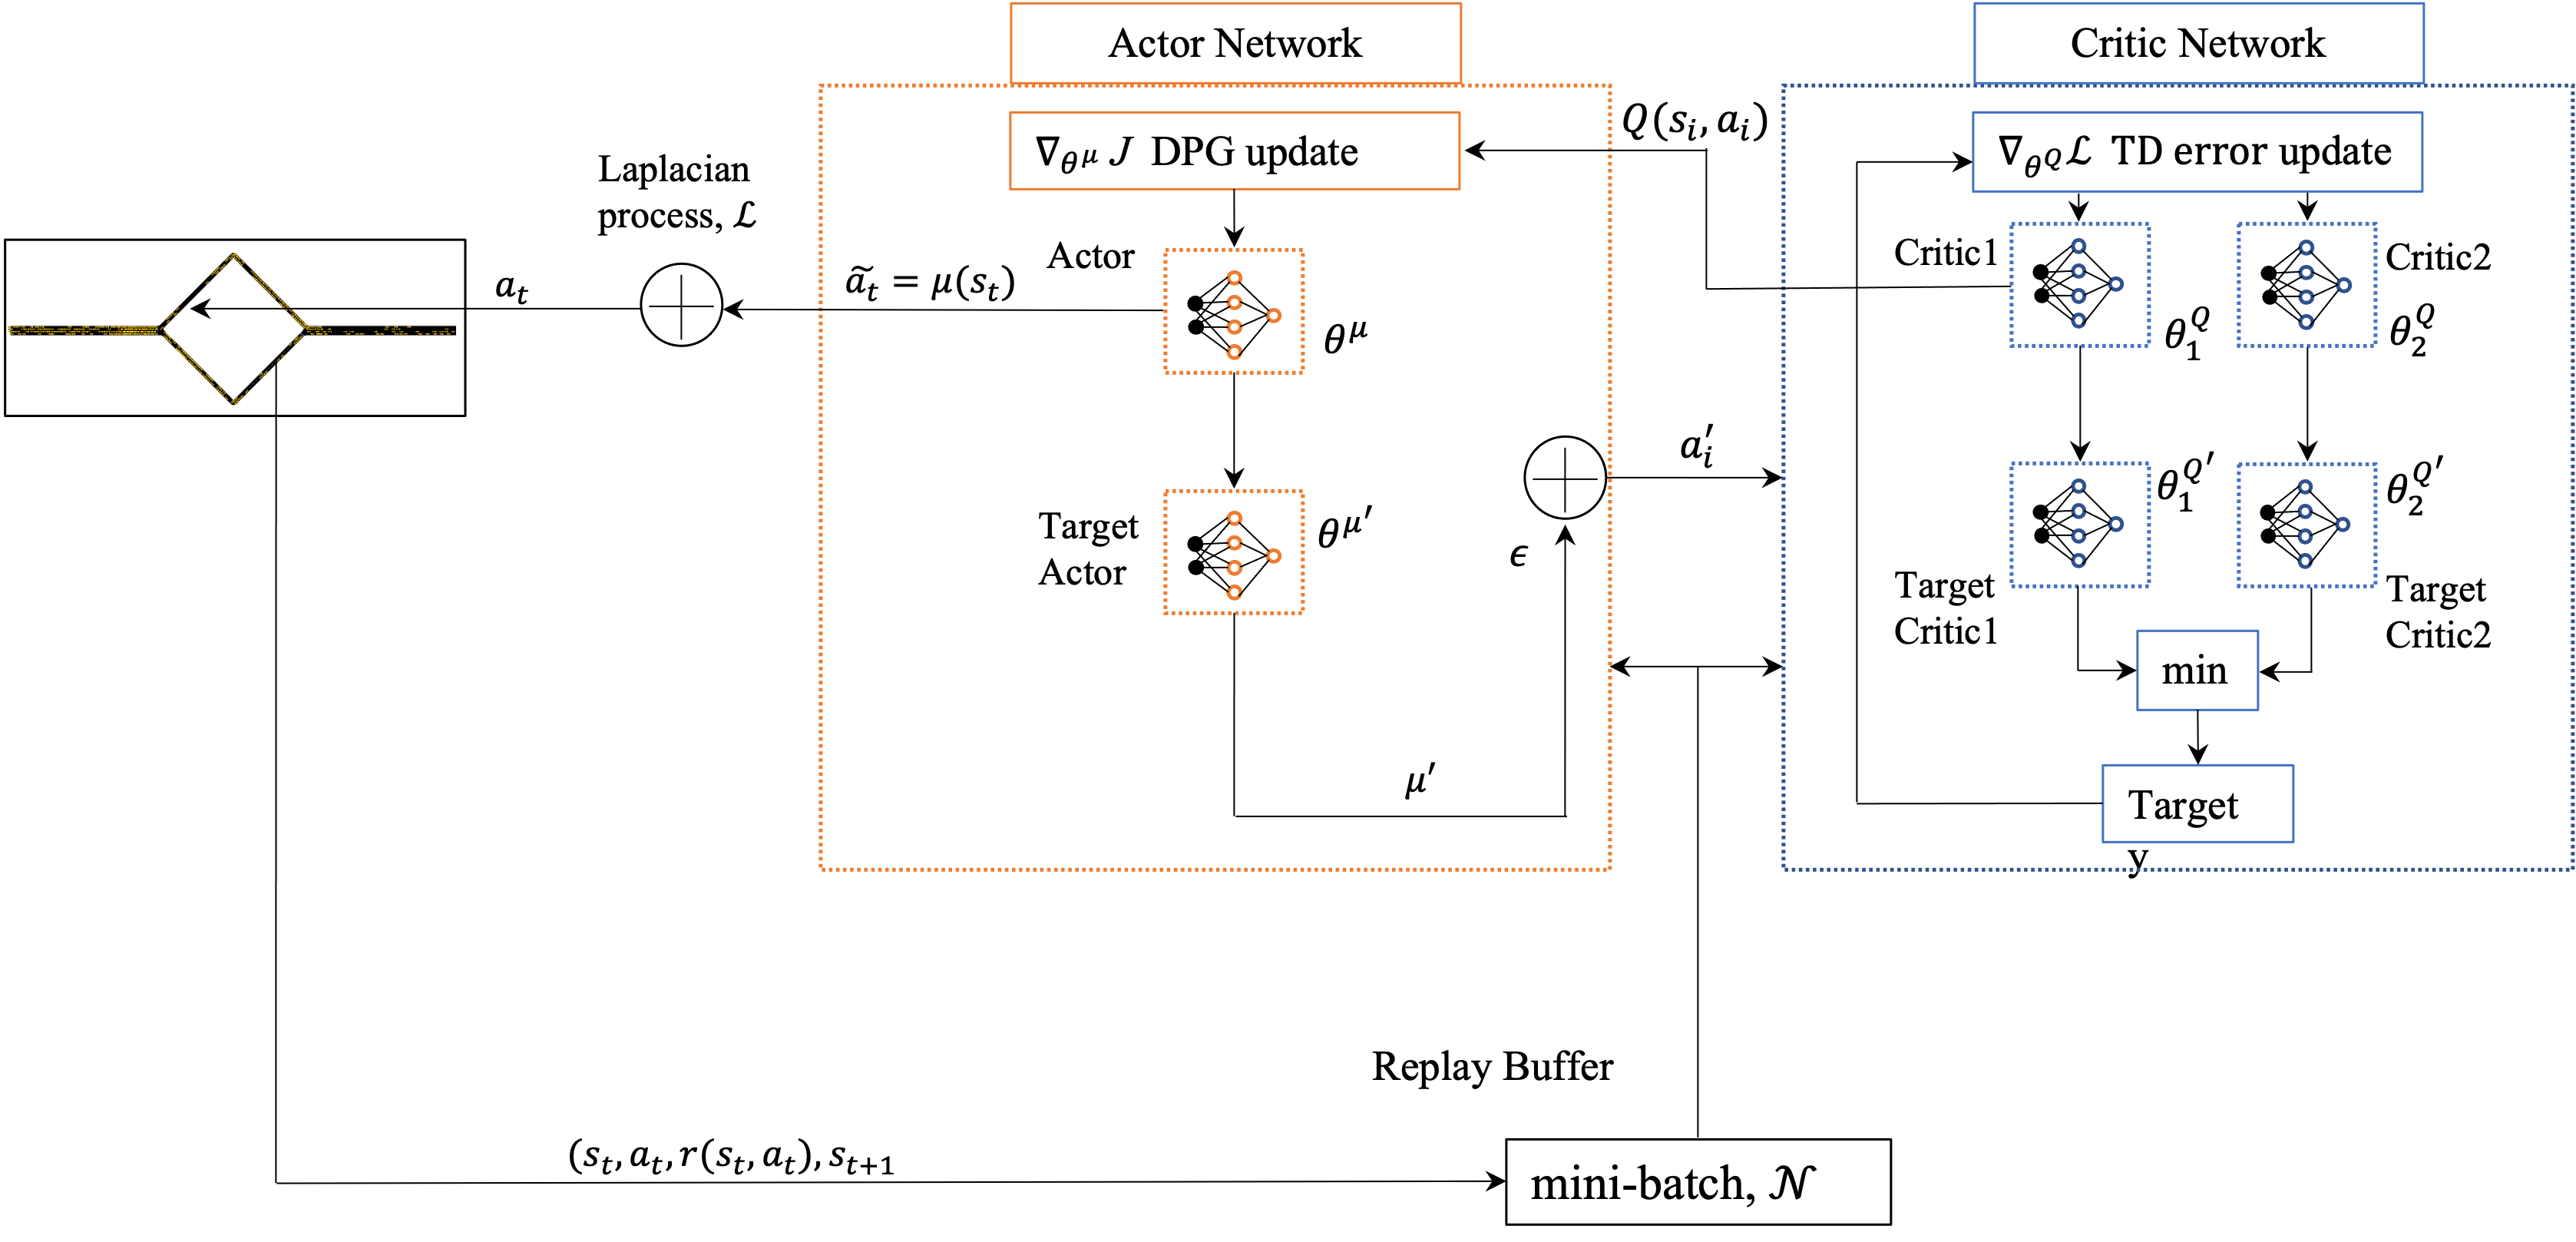 Actor Network
Critic Network
∇_{θ^μ} J DPG update
Q(s_i, a_i)
∇_{θ^Q} ℒ TD error update
Laplacian
process, ℒ
a_t
ã_t = μ(s_t)
Actor
θ^μ
Critic1
θ_1^Q
Critic2
θ_2^Q
Target
Actor
θ^{μ′}
ϵ
a_i′
θ_1^{Q′}
θ_2^{Q′}
Target
Critic1
Target
Critic2
min
μ′
Target
y
Replay Buffer
(s_t, a_t, r(s_t, a_t), s_{t+1}
mini-batch, 𝒩